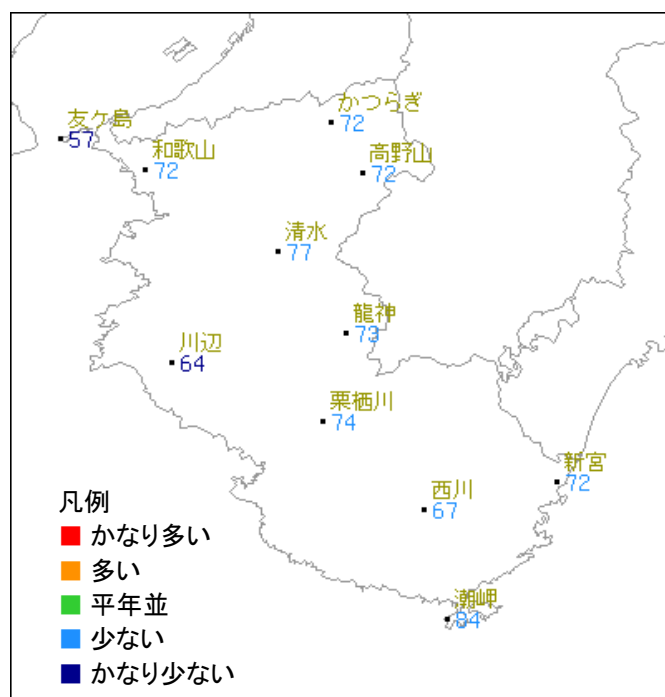 かつらぎ
72
友ケ島
57
和歌山
72
高野山
72
清水
77
龍神
73
川辺
64
栗栖川
74
新宮
72
西川
67
潮岬
84
凡例
かなり多い
多い
平年並
少ない
かなり少ない